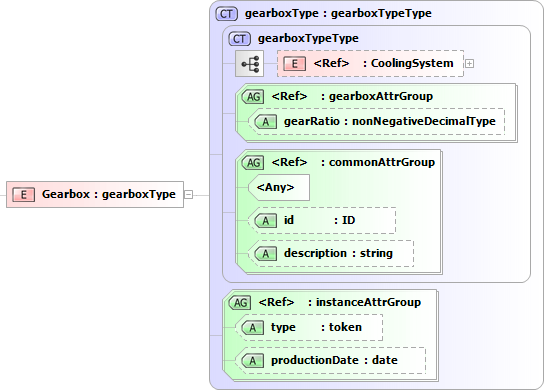 CT gearboxType : gearboxTypeType
CT gearboxTypeType
E <Ref> : CoolingSystem
AG <Ref> : gearboxAttrGroup
A gearRatio : nonNegativeDecimalType
AG <Ref> : commonAttrGroup
<Any>
E Gearbox : gearboxType
A id : ID
A description : string
AG <Ref> : instanceAttrGroup
A type : token
A productionDate : date